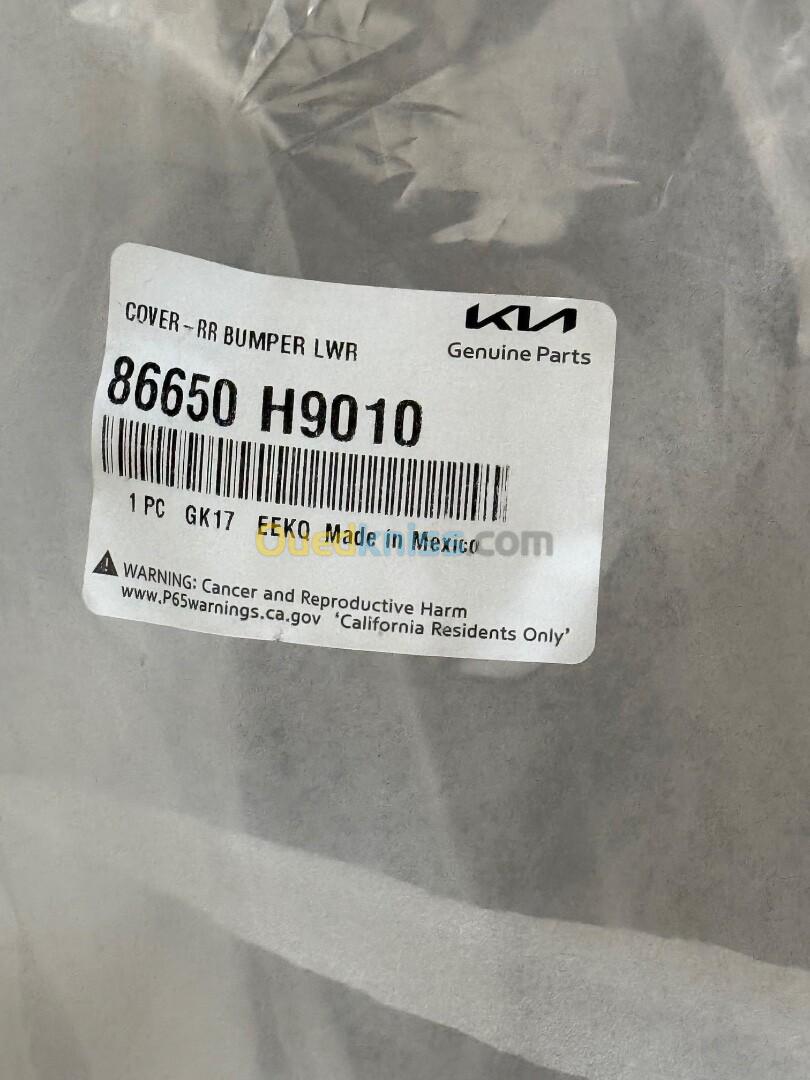 COVER-RR BUMPER LWR
KIA
Genuine Parts
86650 H9010
1 PC GK17 EEKQ Made in Mexico
Ouedkniss.com
WARNING: Cancer and Reproductive Harm
www.P65warnings.ca.gov 'California Residents Only'